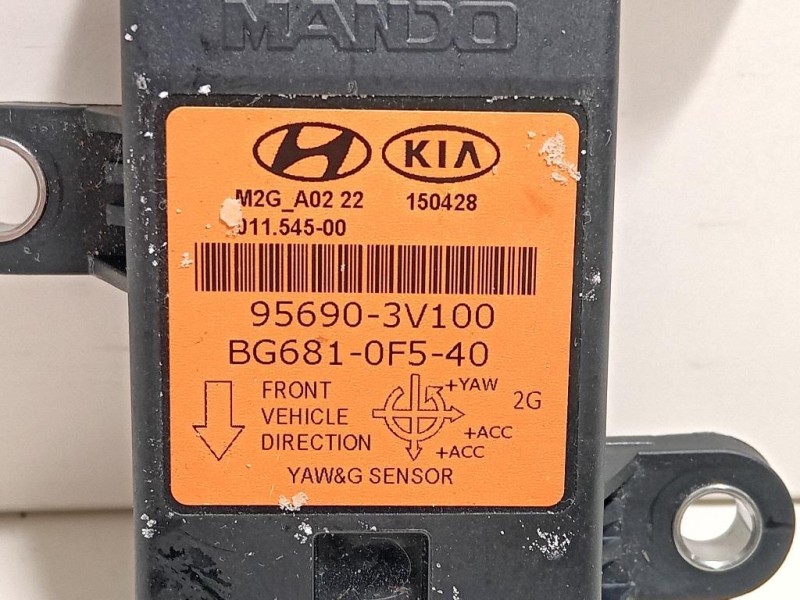 MANDO
KIA
M2G_A02 22 150428
011.545-00
95690-3V100
BG681-0F5-40
FRONT
VEHICLE
DIRECTION
+YAW
2G
+ACC
+ACC
YAW&G SENSOR